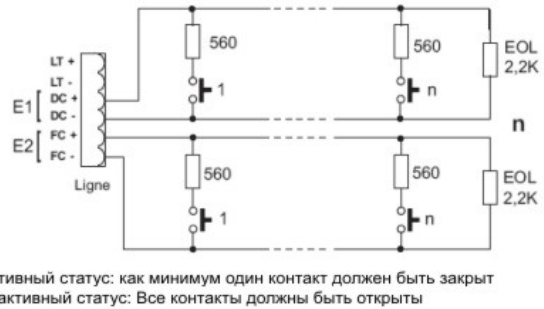 560
560
EOL
2,2K
LT +
LT -
E1
DC +
DC -
1
n
n
E2
FC +
FC -
Ligne
560
560
EOL
2,2K
1
n
тивный статус: как минимум один контакт должен быть закрыт
активный статус: Все контакты должны быть открыты